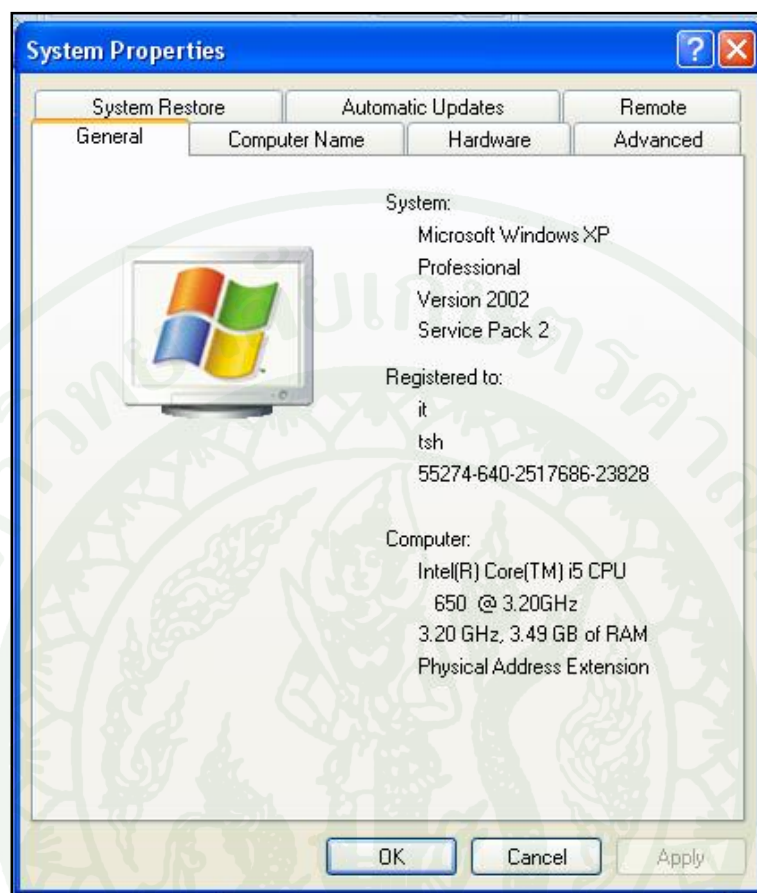 System Properties
System Restore Automatic Updates Remote
General Computer Name Hardware Advanced
System:
Microsoft Windows XP
Professional
Version 2002
Service Pack 2
Registered to:
it
tsh
55274-640-2517686-23828
Computer:
Intel(R) Core(TM) i5 CPU
650 @ 3.20GHz
3.20 GHz, 3.49 GB of RAM
Physical Address Extension
OK Cancel Apply